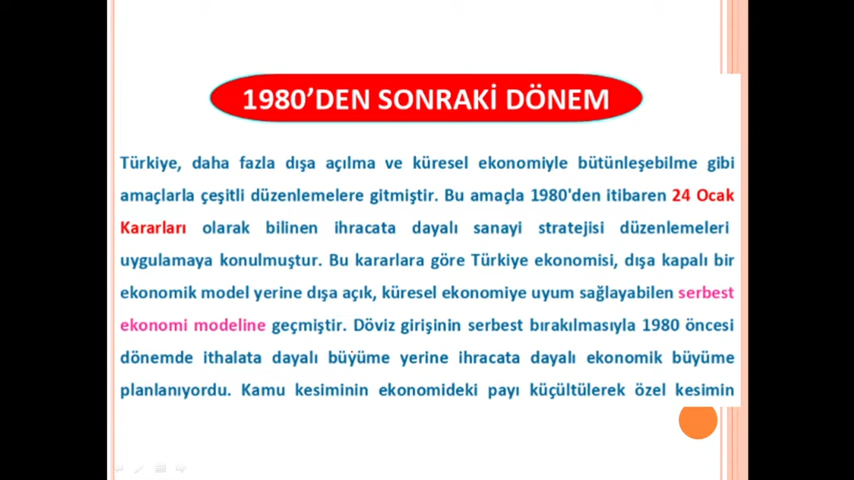 1980’DEN SONRAKİ DÖNEM
Türkiye, daha fazla dışa açılma ve küresel ekonomiyle bütünleşebilme gibi
amaçlarla çeşitli düzenlemelere gitmiştir. Bu amaçla 1980'den itibaren 24 Ocak
Kararları olarak bilinen ihracata dayalı sanayi stratejisi düzenlemeleri
uygulamaya konulmuştur. Bu kararlara göre Türkiye ekonomisi, dışa kapalı bir
ekonomik model yerine dışa açık, küresel ekonomiye uyum sağlayabilen serbest
ekonomi modeline geçmiştir. Döviz girişinin serbest bırakılmasıyla 1980 öncesi
dönemde ithalata dayalı büyüme yerine ihracata dayalı ekonomik büyüme
planlanıyordu. Kamu kesiminin ekonomideki payı küçültülerek özel kesimin